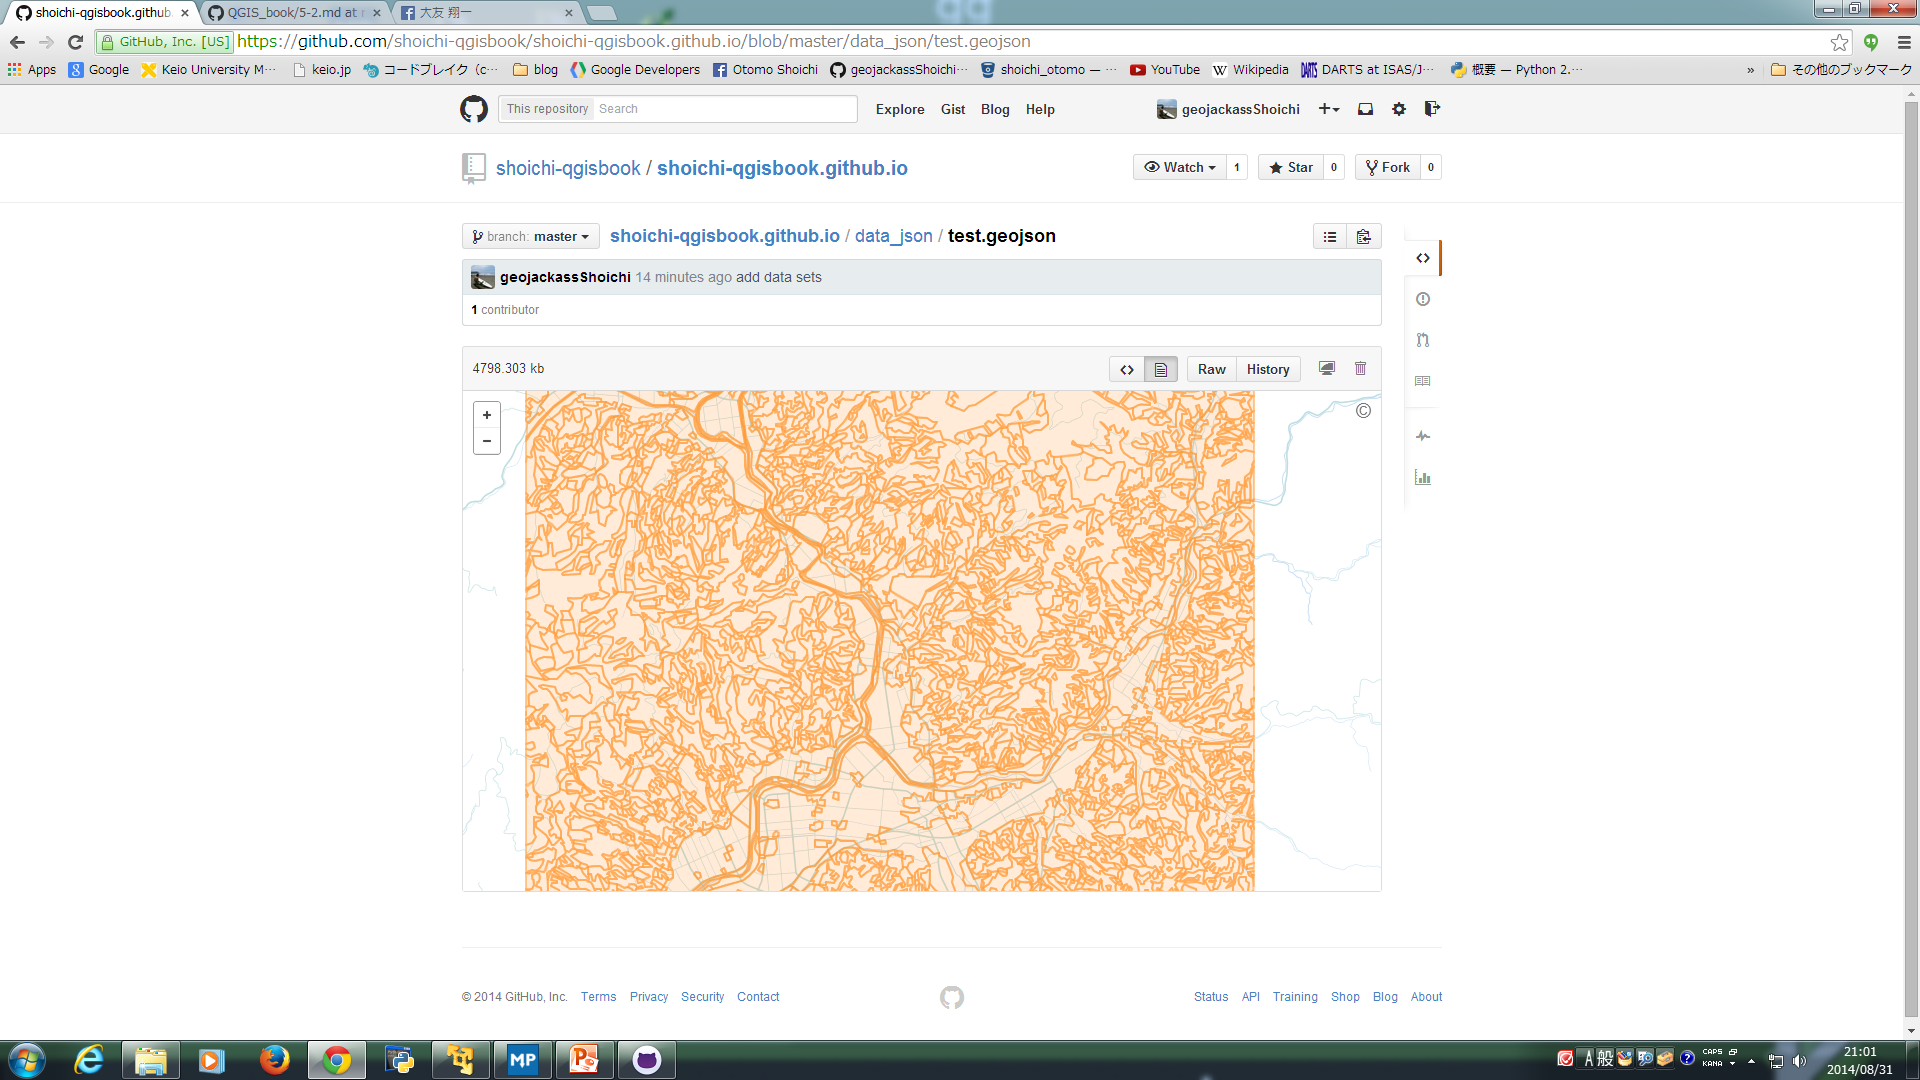 shoichi-qgisbook.github.
QGIS_book/5-2.md at
大友 翔一
GitHub, Inc. [US]
https://github.com/shoichi-qgisbook/shoichi-qgisbook.github.io/blob/master/data_json/test.geojson
Apps
Google
Keio University M…
keio.jp
コードブレイク（c…
blog
Google Developers
Otomo Shoichi
geojackassShoichi…
shoichi_otomo — …
YouTube
Wikipedia
DARTS at ISAS/J…
概要 — Python 2.…
»
その他のブックマーク
This repository
Search
Explore
Gist
Blog
Help
geojackassShoichi
shoichi-qgisbook / shoichi-qgisbook.github.io
Watch
1
Star
0
Fork
0
branch: master
shoichi-qgisbook.github.io / data_json / test.geojson
geojackassShoichi 14 minutes ago add data sets
1 contributor
4798.303 kb
Raw
History
+
−
©
© 2014 GitHub, Inc.
Terms
Privacy
Security
Contact
Status
API
Training
Shop
Blog
About
MP
A 般
CAPS
KANA
21:01
2014/08/31